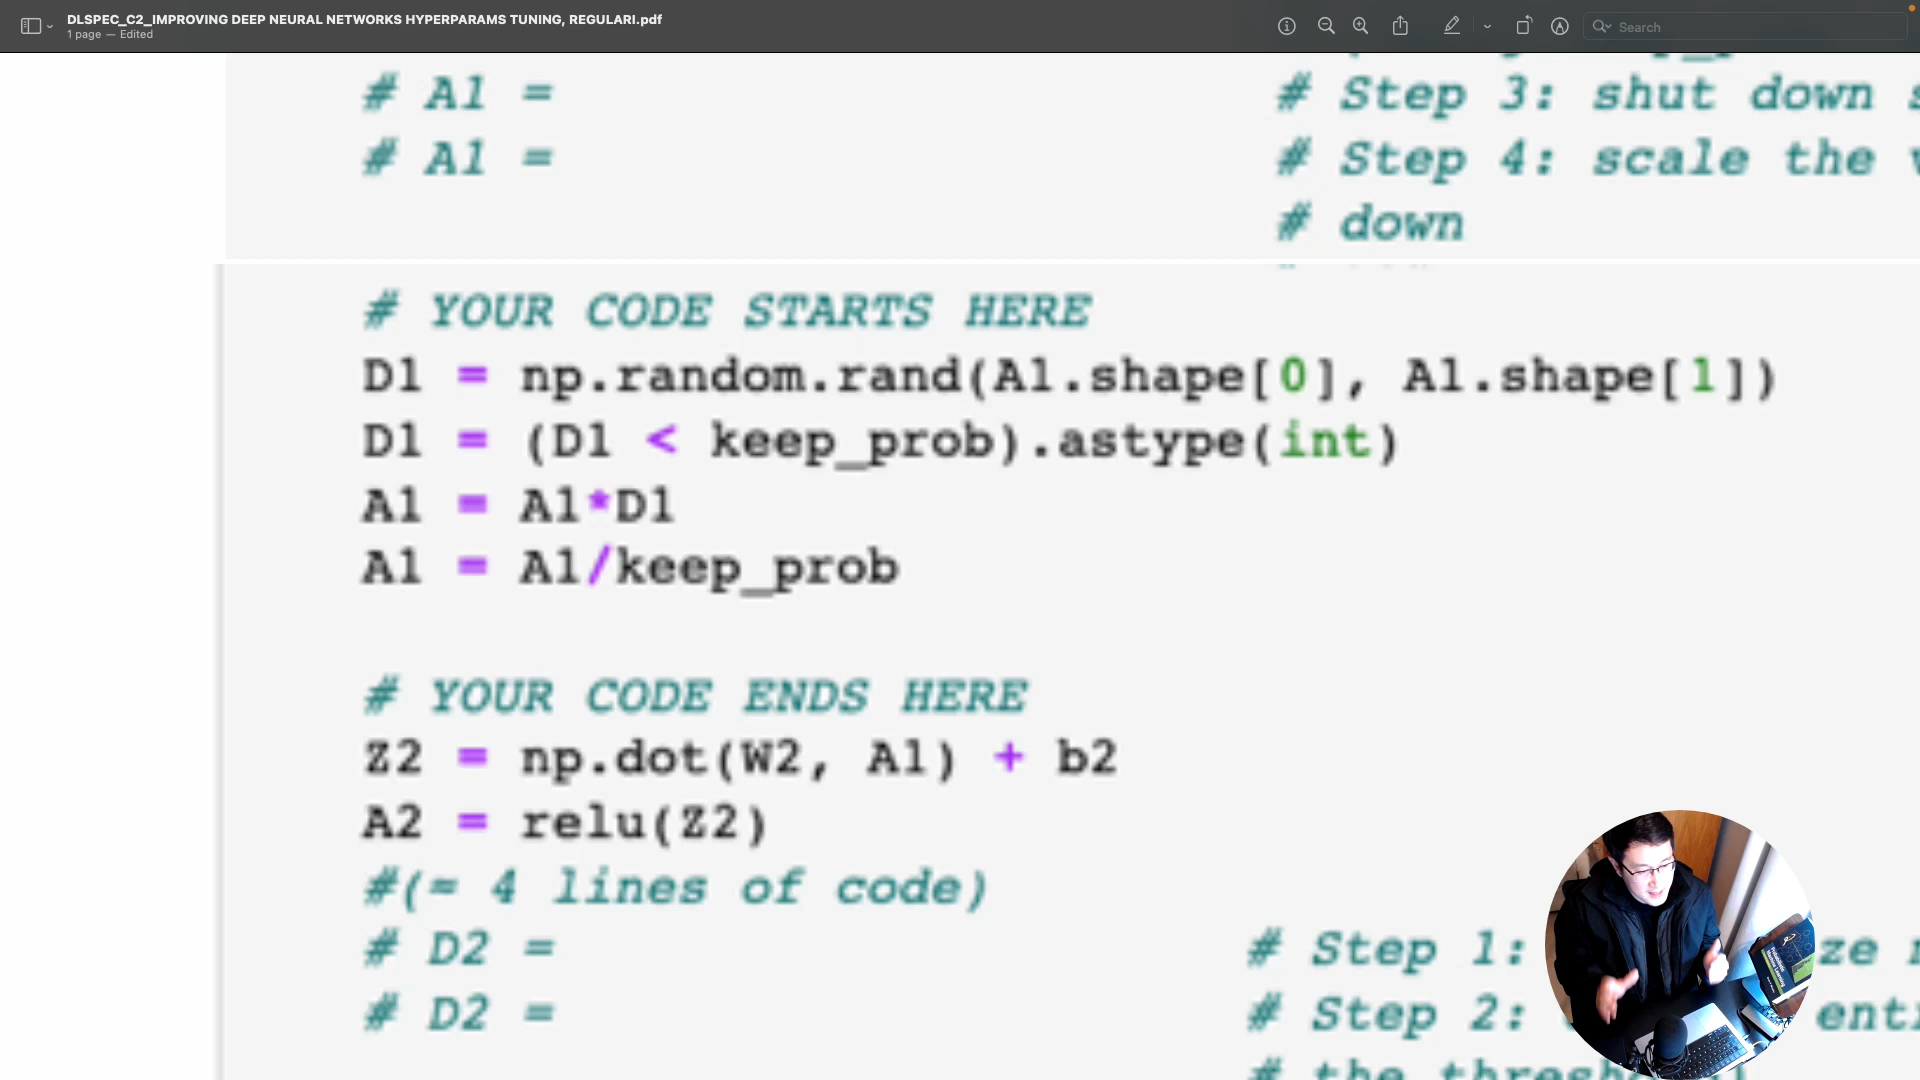 DLSPEC_C2_IMPROVING DEEP NEURAL NETWORKS HYPERPARAMS TUNING, REGULARI.pdf
1 page — Edited
Search
# A1 = # Step 3: shut down
# A1 = # Step 4: scale the
# down
# YOUR CODE STARTS HERE
D1 = np.random.rand(A1.shape[0], A1.shape[1])
D1 = (D1 < keep_prob).astype(int)
A1 = A1*D1
A1 = A1/keep_prob
# YOUR CODE ENDS HERE
Z2 = np.dot(W2, A1) + b2
A2 = relu(Z2)
#(≈ 4 lines of code)
# D2 = # Step 1:
# D2 = # Step 2:
# the